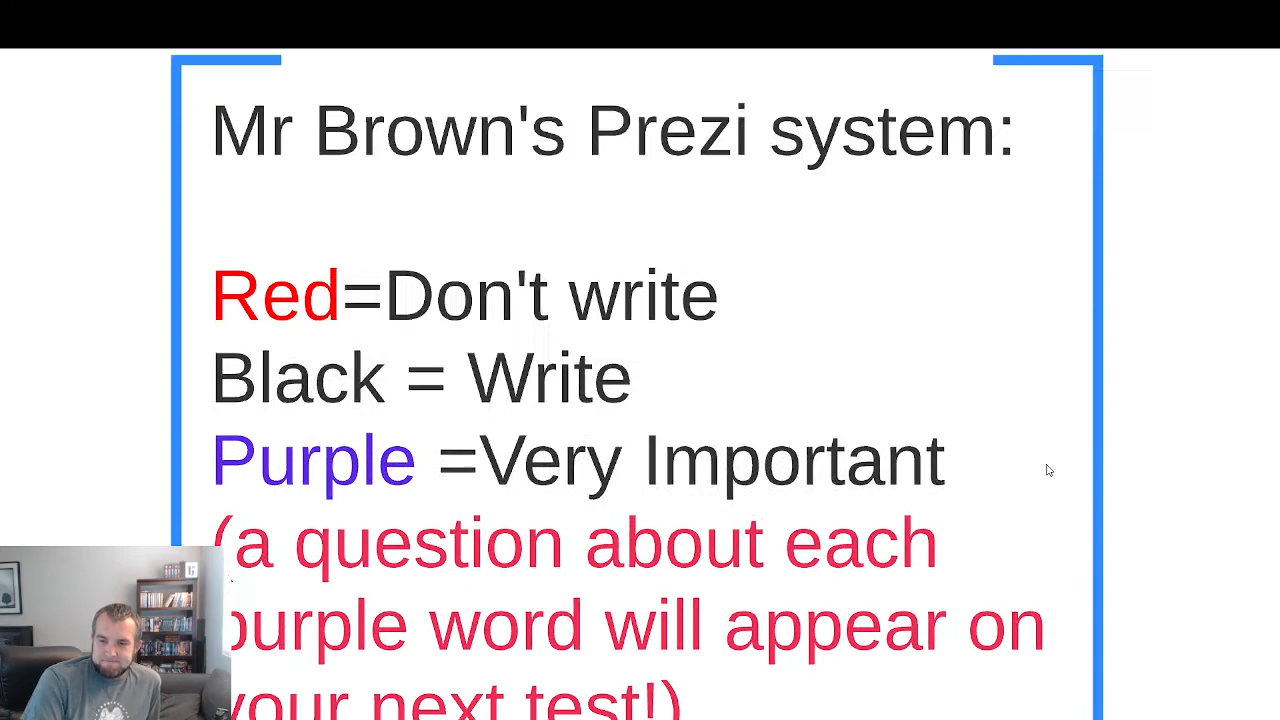 Mr Brown's Prezi system:
Red=Don't write
Black = Write
Purple =Very Important
(a question about each
purple word will appear on
your next test!)